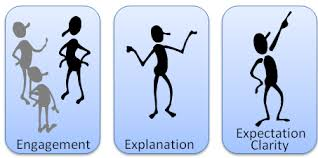 Engagement
Explanation
Expectation
Clarity